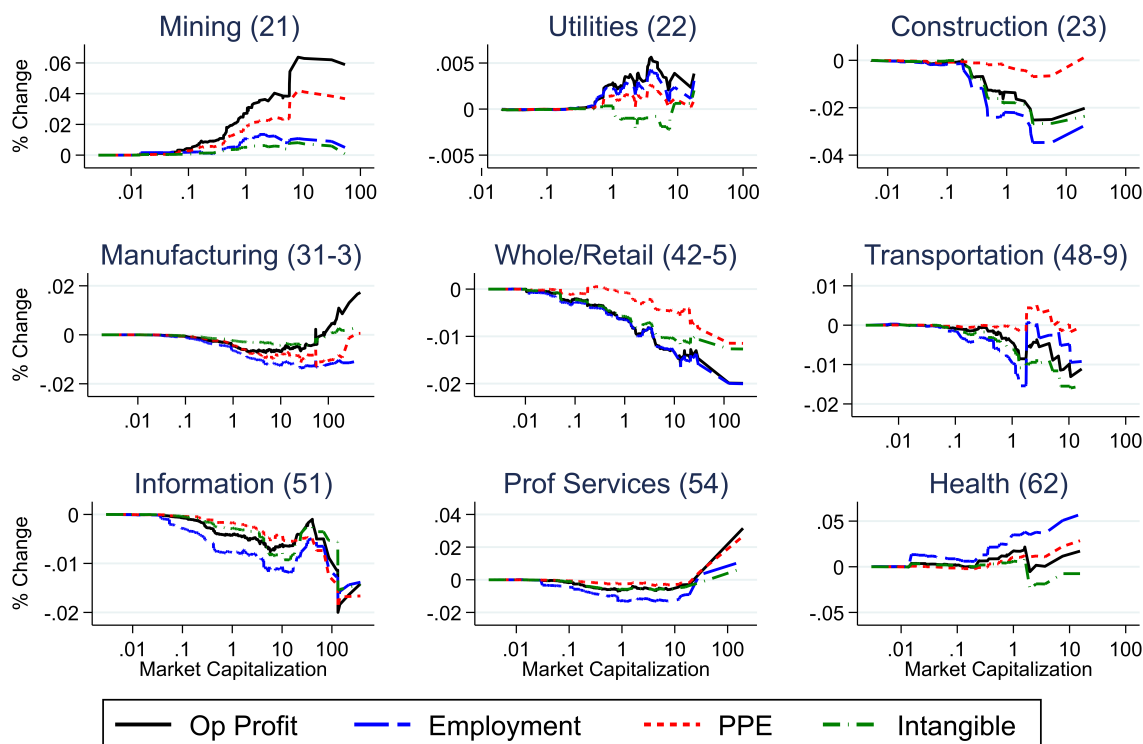 Mining (21)
Utilities (22)
Construction (23)
% Change
.06
.04
.02
0
.01 .1 1 10 100
.005
0
-.005
.01 .1 1 10 100
0
-.02
-.04
.01 .1 1 10 100
Manufacturing (31-3)
Whole/Retail (42-5)
Transportation (48-9)
% Change
.02
0
-.02
.01 .1 1 10 100
0
-.01
-.02
.01 .1 1 10 100
.01
0
-.01
-.02
.01 .1 1 10 100
Information (51)
Prof Services (54)
Health (62)
% Change
0
-.01
-.02
.01 .1 1 10 100
Market Capitalization
.04
.02
0
-.02
.01 .1 1 10 100
Market Capitalization
.05
0
-.05
.01 .1 1 10 100
Market Capitalization
Op Profit Employment PPE Intangible